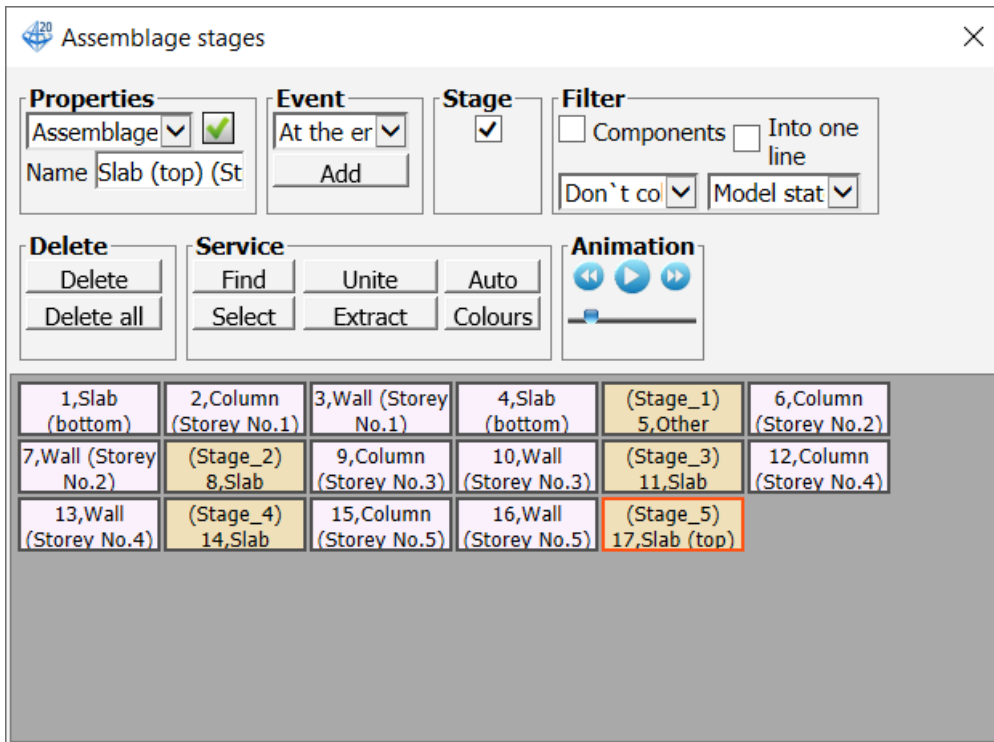 20
Assemblage stages
Properties
Event
Stage
Filter
Assemblage
At the er
Components
Into one
line
Name Slab (top) (St
Add
Don`t col
Model stat
Delete
Service
Animation
Delete
Find
Unite
Auto
Delete all
Select
Extract
Colours
1,Slab
(bottom)
2,Column
(Storey No.1)
3,Wall (Storey
No.1)
4,Slab
(bottom)
(Stage_1)
5,Other
6,Column
(Storey No.2)
7,Wall (Storey
No.2)
(Stage_2)
8,Slab
9,Column
(Storey No.3)
10,Wall
(Storey No.3)
(Stage_3)
11,Slab
12,Column
(Storey No.4)
13,Wall
(Storey No.4)
(Stage_4)
14,Slab
15,Column
(Storey No.5)
16,Wall
(Storey No.5)
(Stage_5)
17,Slab (top)